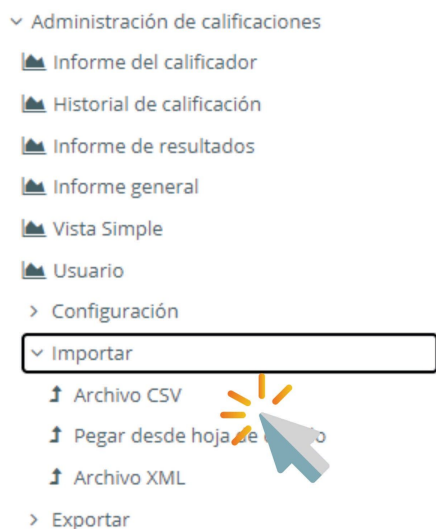 Administración de calificaciones
Informe del calificador
Historial de calificación
Informe de resultados
Informe general
Vista Simple
Usuario
Configuración
Importar
Archivo CSV
Pegar desde hoja de
Archivo XML
Exportar